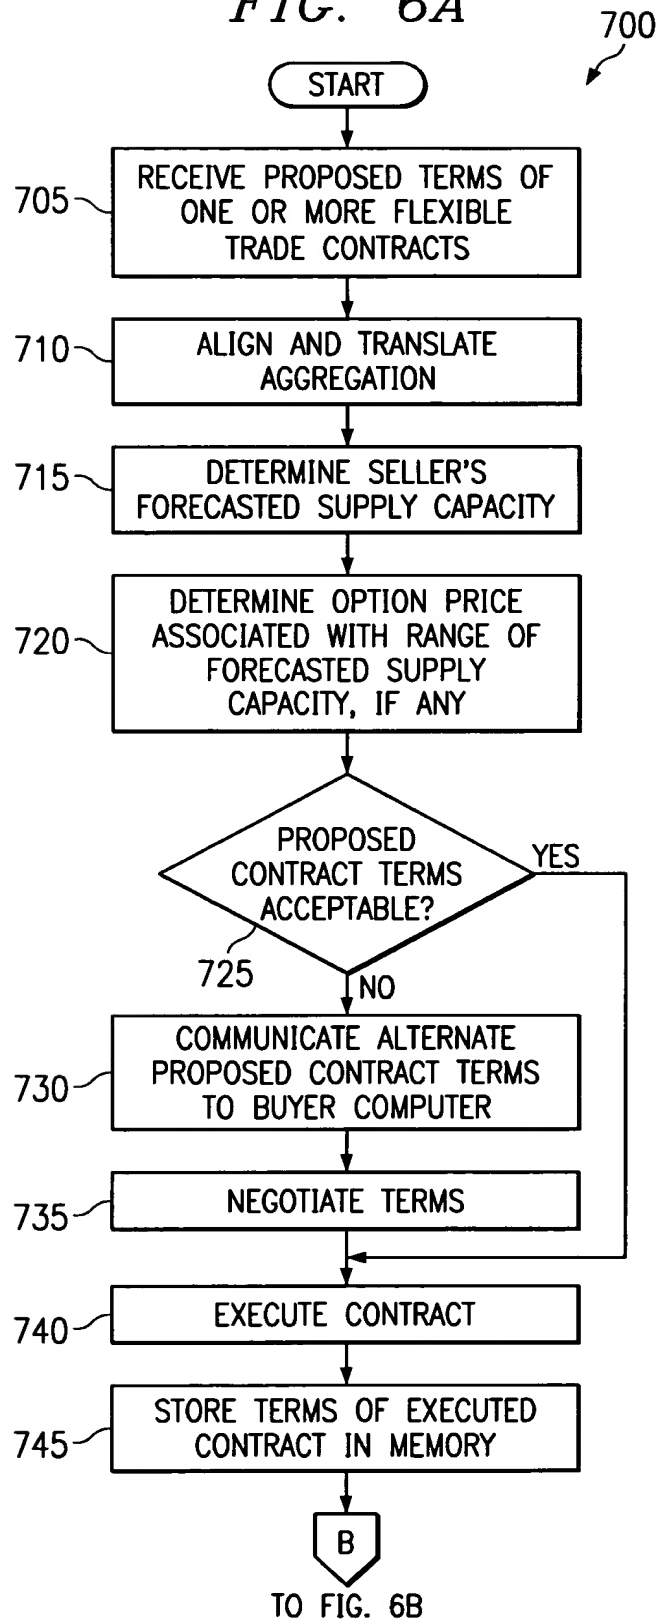 FIG. 6A
700
START
705
RECEIVE PROPOSED TERMS OF
ONE OR MORE FLEXIBLE
TRADE CONTRACTS
710
ALIGN AND TRANSLATE
AGGREGATION
715
DETERMINE SELLER'S
FORECASTED SUPPLY CAPACITY
720
DETERMINE OPTION PRICE
ASSOCIATED WITH RANGE OF
FORECASTED SUPPLY
CAPACITY, IF ANY
PROPOSED
CONTRACT TERMS
ACCEPTABLE?
YES
725
NO
730
COMMUNICATE ALTERNATE
PROPOSED CONTRACT TERMS
TO BUYER COMPUTER
735
NEGOTIATE TERMS
740
EXECUTE CONTRACT
745
STORE TERMS OF EXECUTED
CONTRACT IN MEMORY
B
TO FIG. 6B